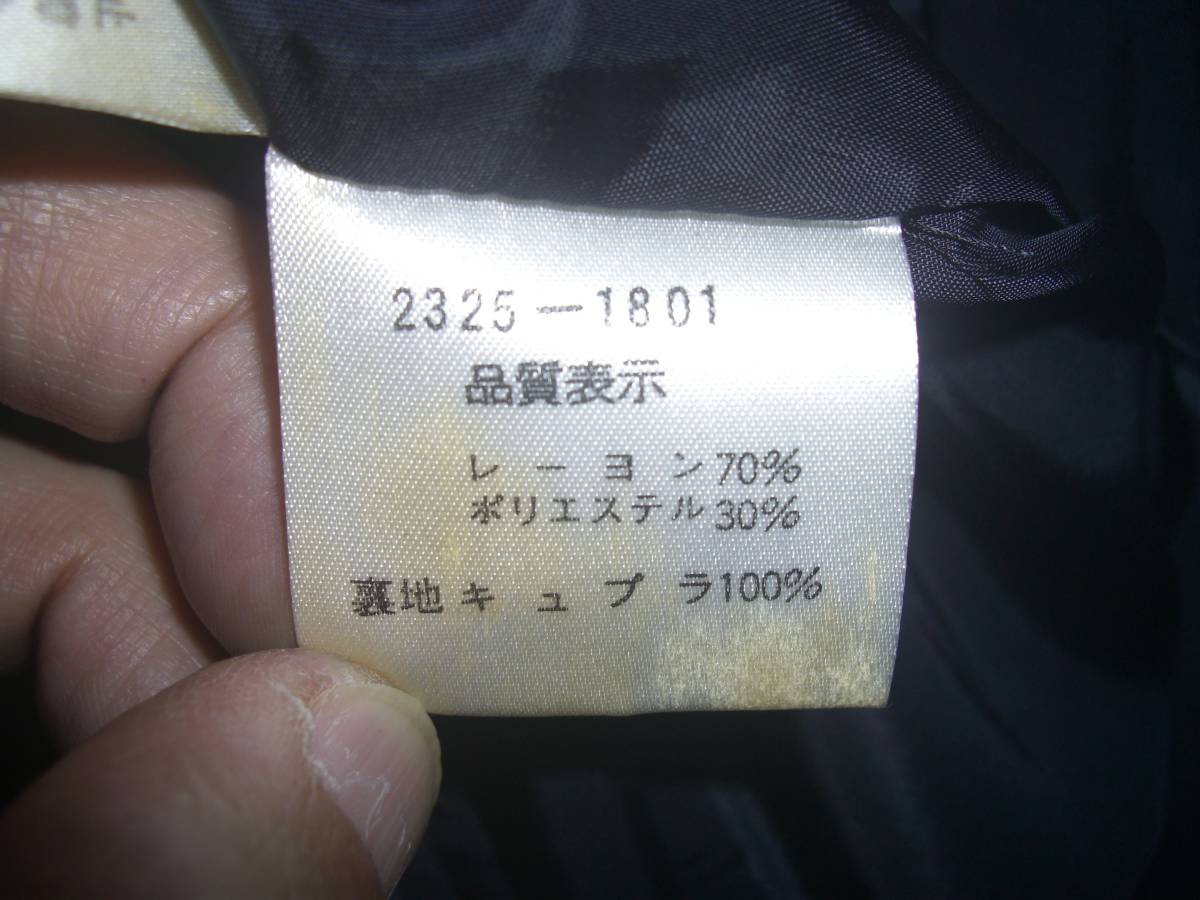 2325-1801
品質表示
レーヨン70%
ポリエステル30%
裏地キュプラ100%